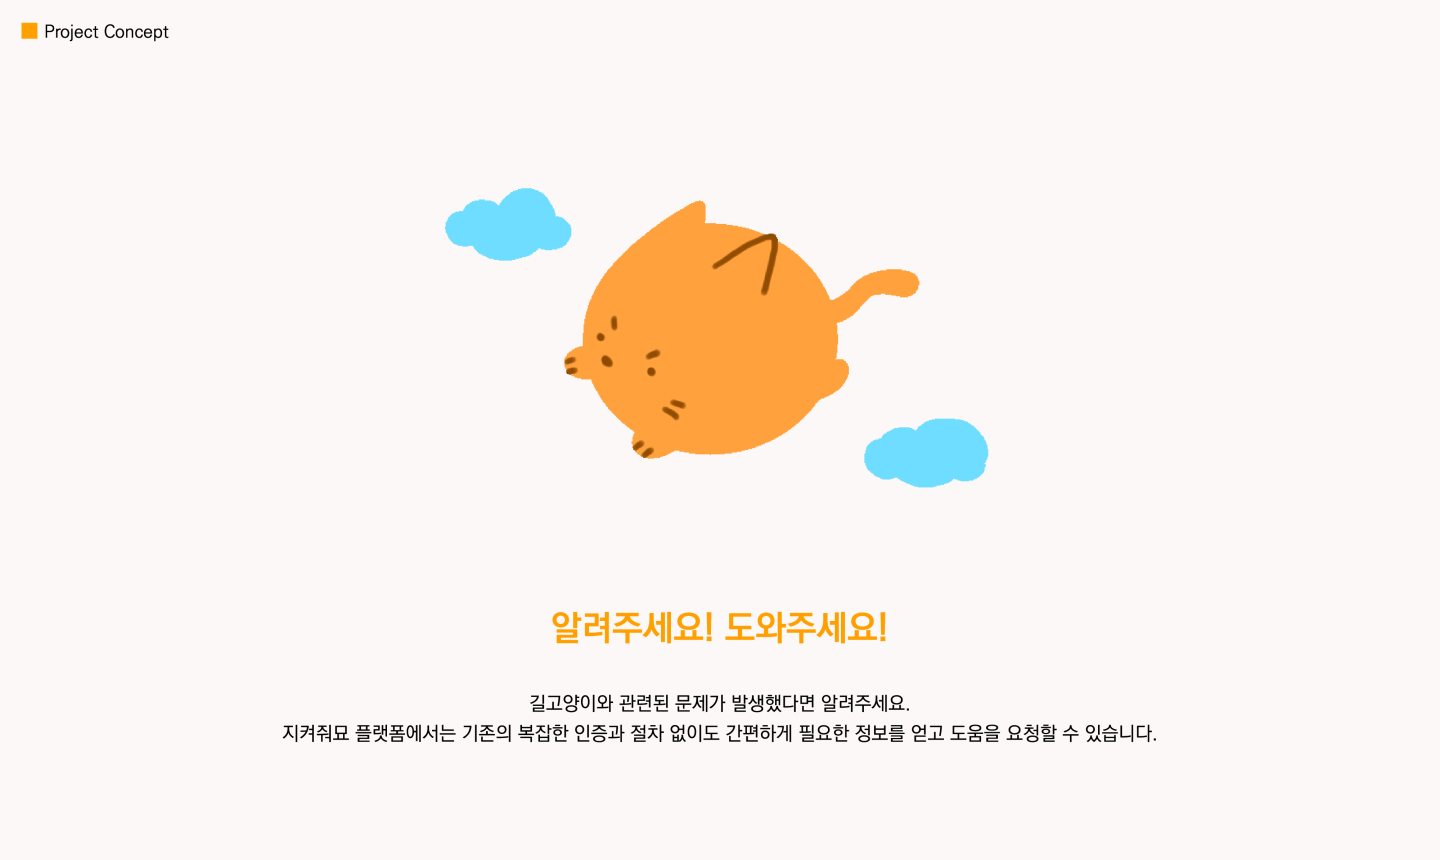 Project Concept
알려주세요! 도와주세요!
길고양이와 관련된 문제가 발생했다면 알려주세요.
지켜줘묘 플랫폼에서는 기존의 복잡한 인증과 절차 없이도 간편하게 필요한 정보를 얻고 도움을 요청할 수 있습니다.